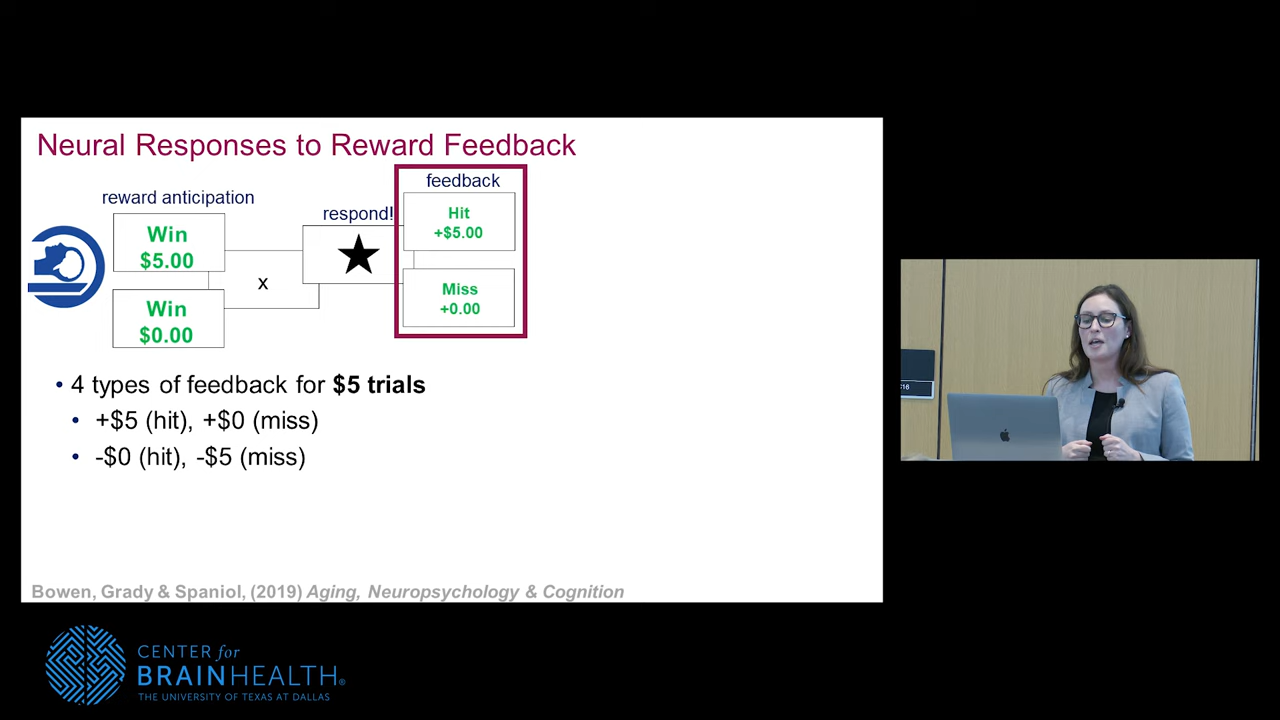 Neural Responses to Reward Feedback
reward anticipation
Win
$5.00
Win
$0.00
x
respond!
feedback
Hit
+$5.00
Miss
+0.00
• 4 types of feedback for $5 trials
• +$5 (hit), +$0 (miss)
• -$0 (hit), -$5 (miss)
Bowen, Grady & Spaniol, (2019) Aging, Neuropsychology & Cognition
CENTER for
BRAINHEALTH®
THE UNIVERSITY OF TEXAS AT DALLAS